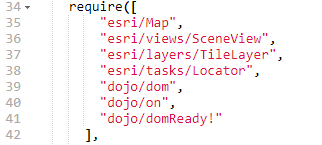 34 require([
35 "esri/Map",
36 "esri/views/SceneView",
37 "esri/layers/TileLayer",
38 "esri/tasks/Locator",
39 "dojo/dom",
40 "dojo/on",
41 "dojo/domReady!"
42 ],